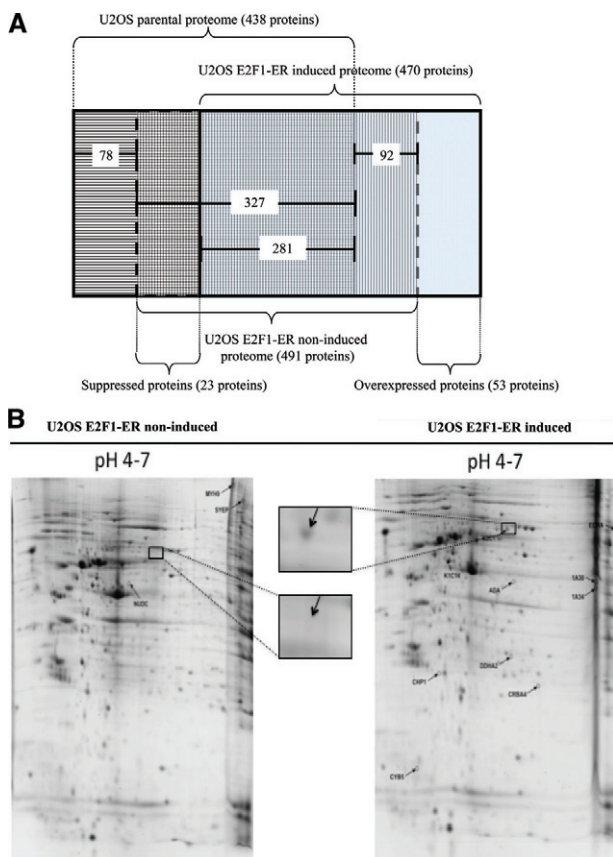 A
U2OS parental proteome (438 proteins)
U2OS E2F1-ER induced proteome (470 proteins)
78
92
327
281
U2OS E2F1-ER non-induced
proteome (491 proteins)
Suppressed proteins (23 proteins)
Overexpressed proteins (53 proteins)
B
U2OS E2F1-ER non-induced
U2OS E2F1-ER induced
pH 4-7
pH 4-7
SYEP
NUDC
ADA
1A30
1A34
DDHA2
CHP1
CRBA4
CYB5